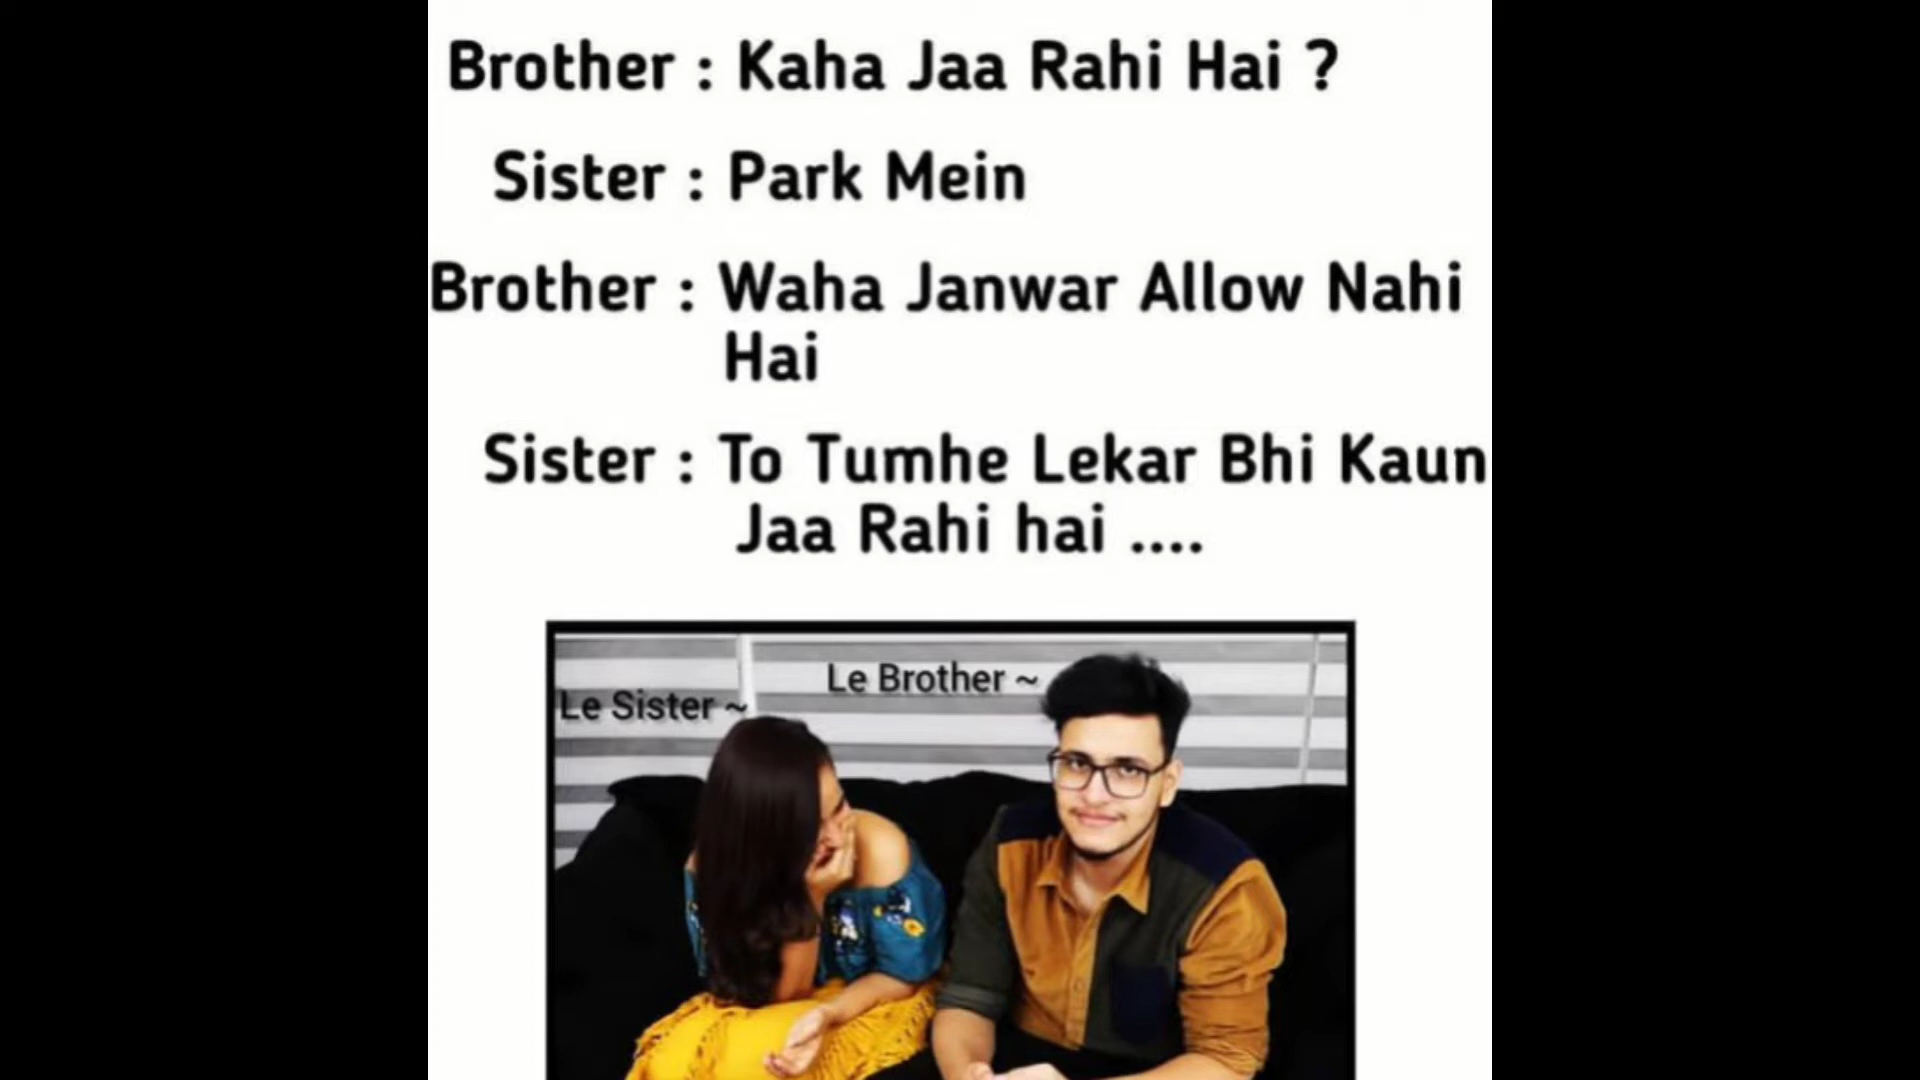 Brother : Kaha Jaa Rahi Hai ?
Sister : Park Mein
Brother : Waha Janwar Allow Nahi
Hai
Sister : To Tumhe Lekar Bhi Kaun
Jaa Rahi hai ....
Le Brother ~
Le Sister ~